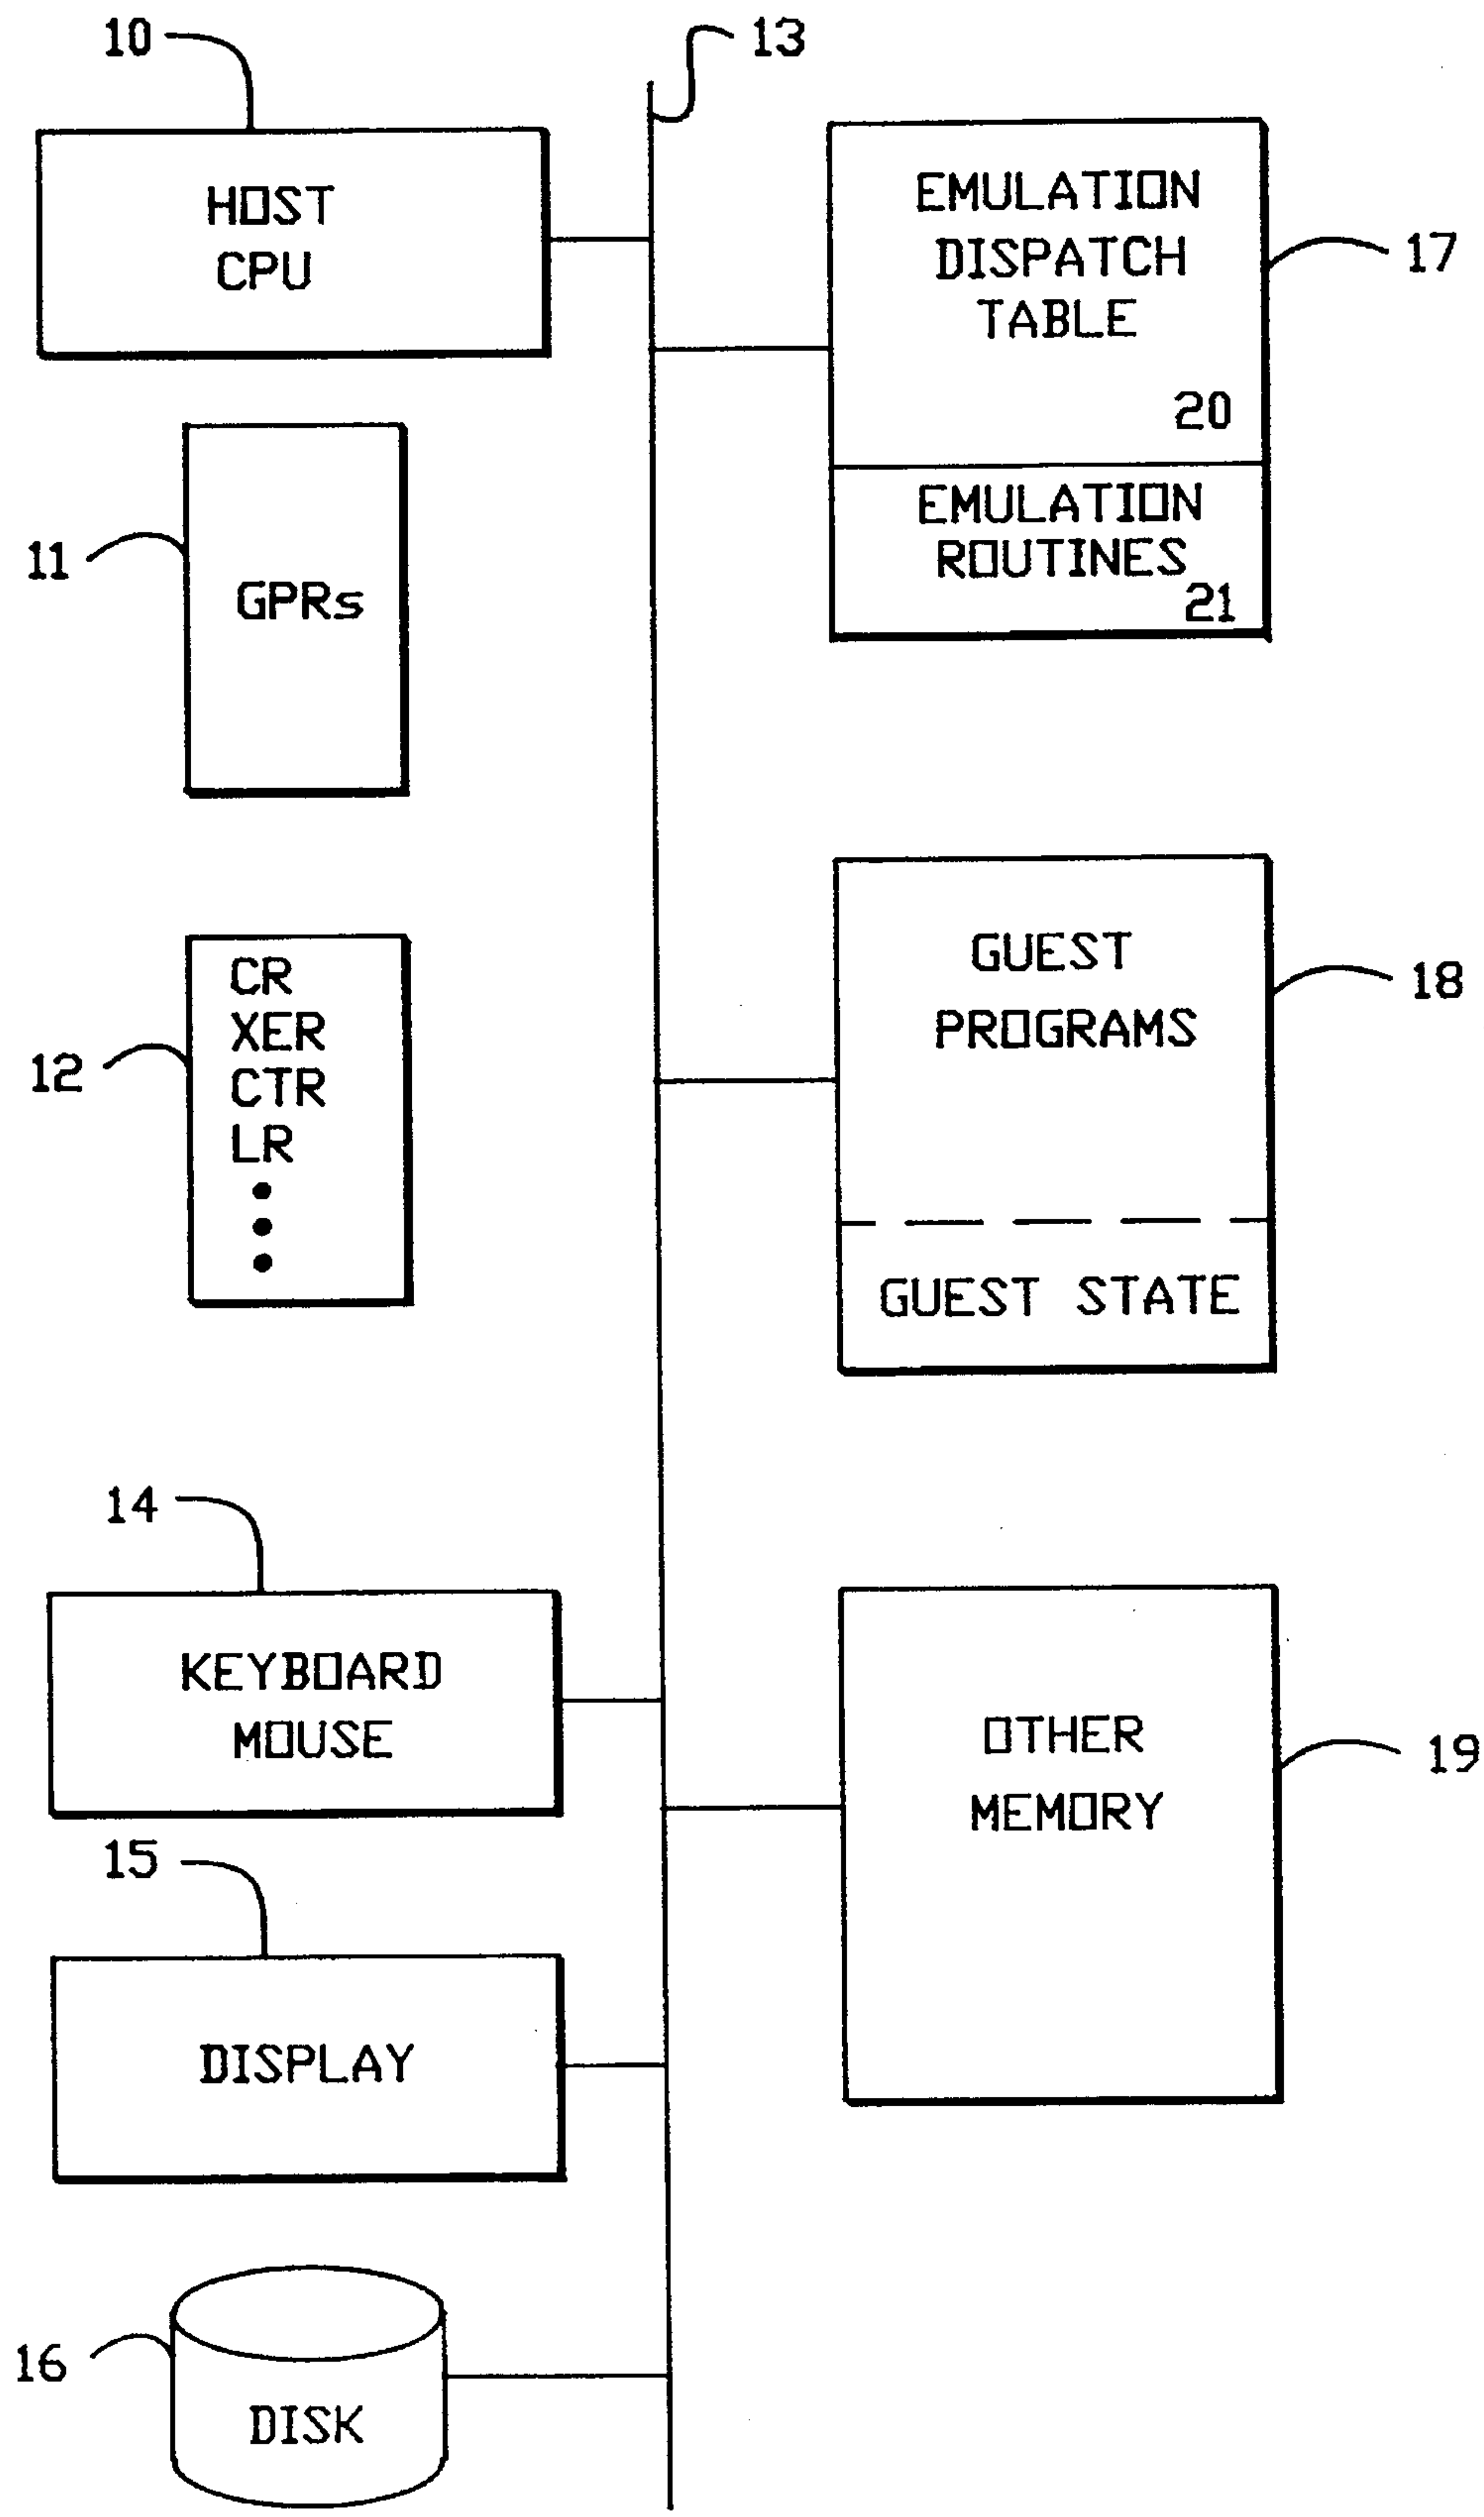 10
13
HOST
CPU
EMULATION
DISPATCH
TABLE
17
20
EMULATION
ROUTINES
21
11
GPRs
GUEST
PROGRAMS
18
GUEST STATE
12
CR
XER
CTR
LR
14
KEYBOARD
MOUSE
OTHER
MEMORY
19
15
DISPLAY
16
DISK